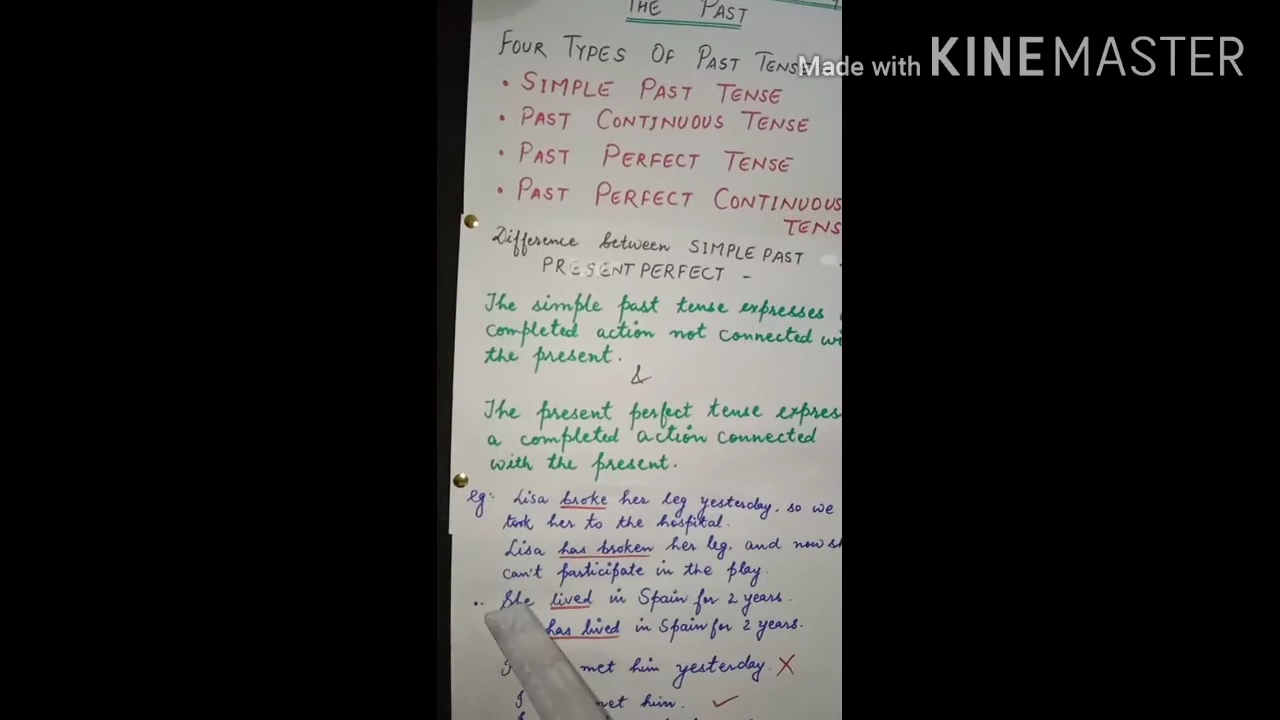 THE PAST
FOUR TYPES OF PAST TENSE
Made with KINEMASTER
• SIMPLE PAST TENSE
• PAST CONTINUOUS TENSE
• PAST PERFECT TENSE
• PAST PERFECT CONTINUOUS
TENS
Difference between SIMPLE PAST
PRESENT PERFECT -
The simple past tense expresses
completed action not connected wi
the present.
&
The present perfect tense expres
a completed action connected
with the present.
eg: Lisa broke her leg yesterday, so we
took her to the hospital.
Lisa has broken her leg, and now sh
can't participate in the play.
.. She lived in Spain for 2 years.
has lived in Spain for 2 years.
I met him yesterday. X
I met him. ✓